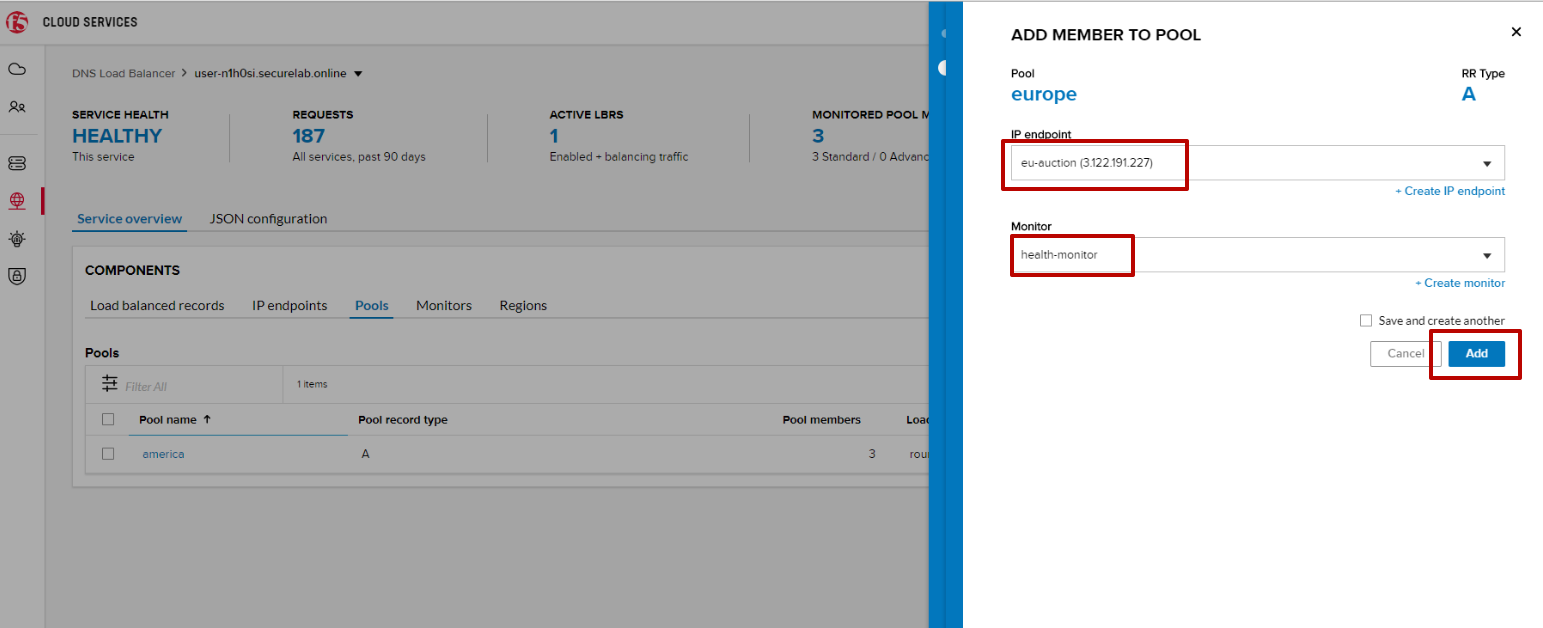 f5 CLOUD SERVICES
DNS Load Balancer > user-n1h0si.securelab.online
SERVICE HEALTH
HEALTHY
This service
REQUESTS
187
All services, past 90 days
ACTIVE LBRS
1
Enabled + balancing traffic
MONITORED POOL M
3
3 Standard / 0 Advanc
Service overview JSON configuration
COMPONENTS
Load balanced records IP endpoints Pools Monitors Regions
Pools
Filter All 1 items
Pool name ↑ Pool record type Pool members Load
america A 3 rou
ADD MEMBER TO POOL
Pool RR Type
europe A
IP endpoint
eu-auction (3.122.191.227)
+ Create IP endpoint
Monitor
health-monitor
+ Create monitor
Save and create another
Cancel Add